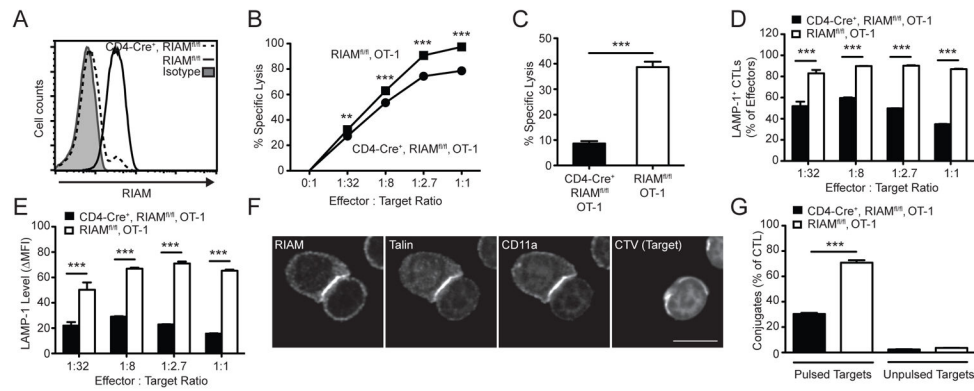 A
CD4-Cre⁺, RIAMfl/fl, OT-1
RIAMfl/fl, OT-1
Isotype
Cell counts
RIAM
B
% Specific Lysis
100
80
60
40
20
0
RIAMfl/fl, OT-1
**
***
***
***
CD4-Cre⁺, RIAMfl/fl, OT-1
0:1 1:32 1:8 1:2.7 1:1
Effector : Target Ratio
C
% Specific Lysis
50
40
30
20
10
0
***
CD4-Cre⁺
RIAMfl/fl
OT-1
RIAMfl/fl
OT-1
D
CD4-Cre⁺, RIAMfl/fl, OT-1
RIAMfl/fl, OT-1
LAMP-1⁺ CTLs
(% of Effectors)
100
80
60
40
20
0
*** *** *** ***
1:32 1:8 1:2.7 1:1
Effector : Target Ratio
E
CD4-Cre⁺, RIAMfl/fl, OT-1
RIAMfl/fl, OT-1
LAMP-1 Level (ΔMFI)
100
80
60
40
20
0
*** *** *** ***
1:32 1:8 1:2.7 1:1
Effector : Target Ratio
F
RIAM
Talin
CD11a
CTV (Target)
G
CD4-Cre⁺, RIAMfl/fl, OT-1
RIAMfl/fl, OT-1
Conjugates (% of CTL)
100
80
60
40
20
0
***
Pulsed Targets Unpulsed Targets